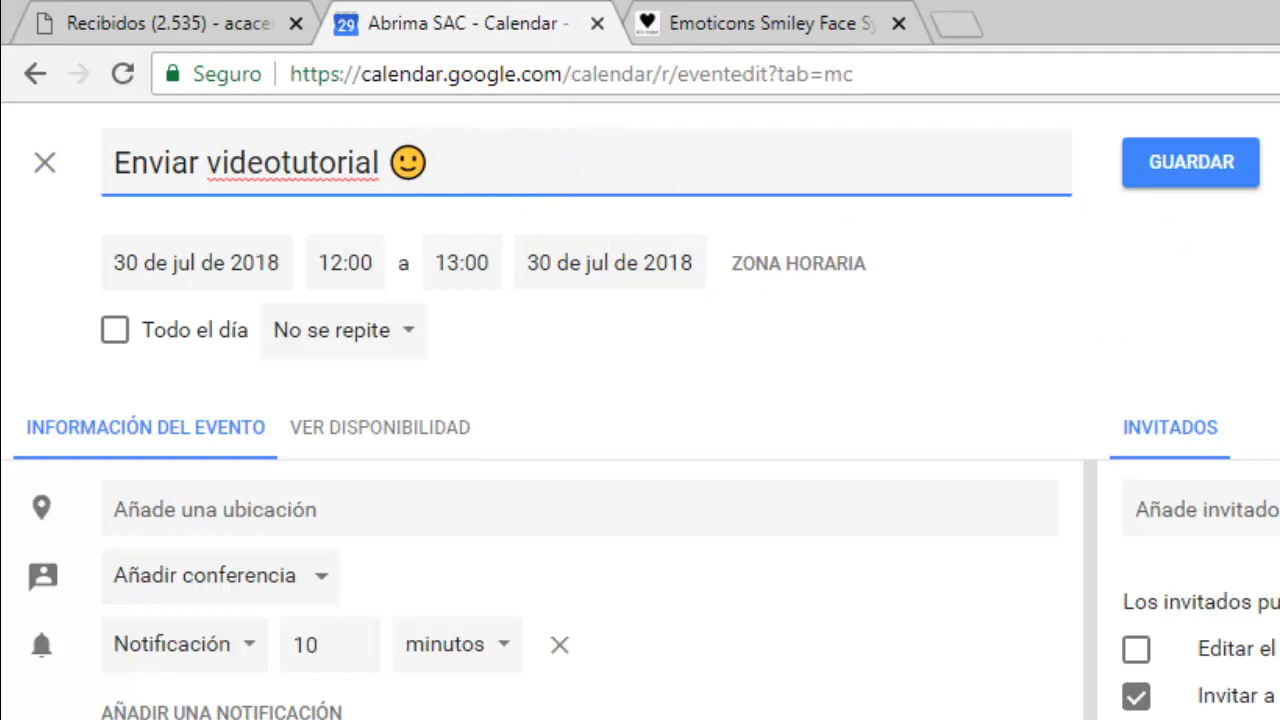 Recibidos (2.535) - acace
29 Abrima SAC - Calendar -
Emoticons Smiley Face Sy
Seguro https://calendar.google.com/calendar/r/eventedit?tab=mc
Enviar videotutorial 🙂
GUARDAR
30 de jul de 2018 12:00 a 13:00 30 de jul de 2018 ZONA HORARIA
Todo el día No se repite
INFORMACIÓN DEL EVENTO VER DISPONIBILIDAD
INVITADOS
Añade una ubicación
Añade invitado
Añadir conferencia
Los invitados pu
Notificación 10 minutos
Editar el
Invitar a
AÑADIR UNA NOTIFICACIÓN